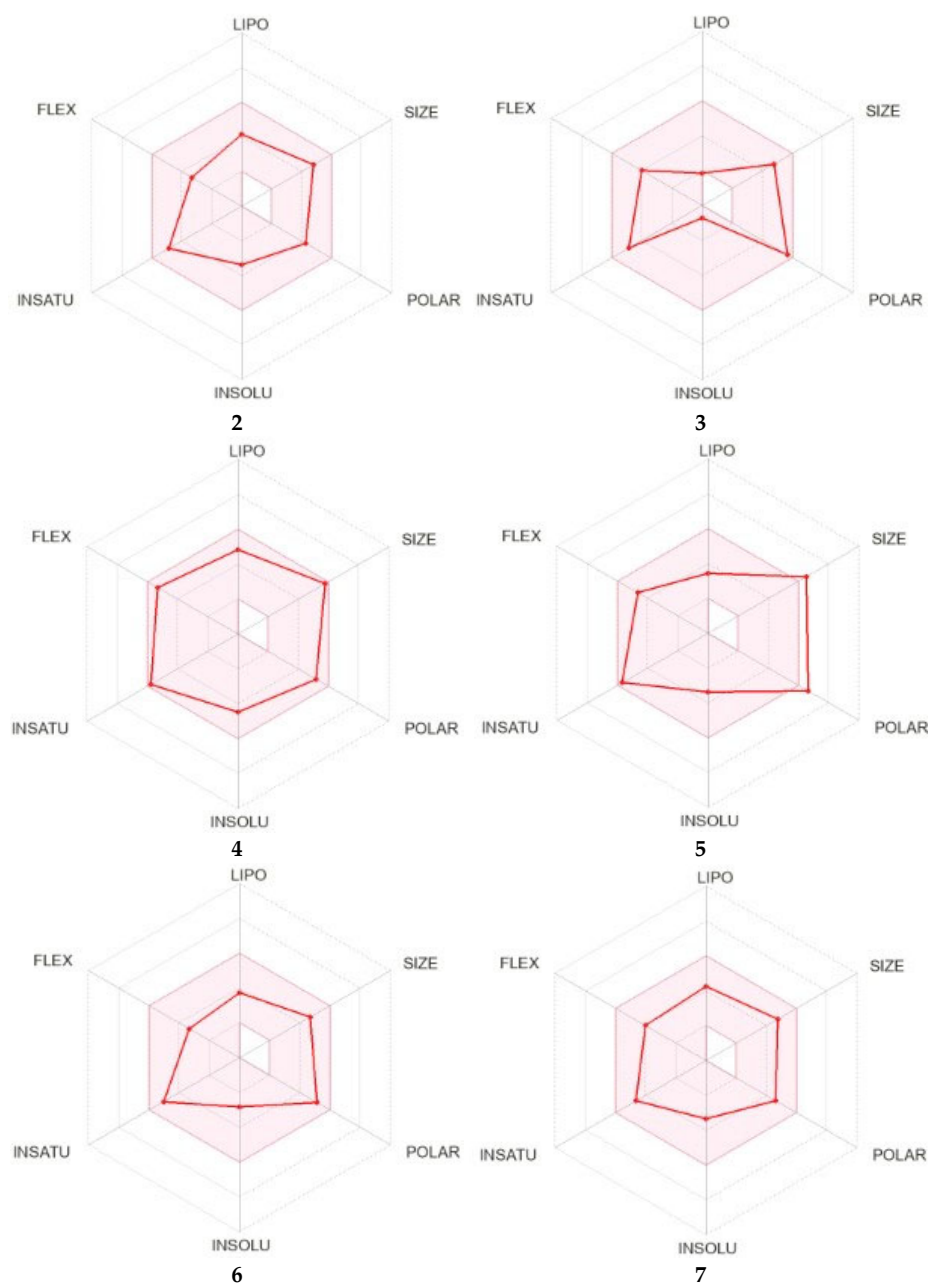 LIPO
LIPO
FLEX
SIZE
FLEX
SIZE
INSATU
POLAR
INSATU
POLAR
INSOLU
INSOLU
2
3
LIPO
LIPO
FLEX
SIZE
FLEX
SIZE
INSATU
POLAR
INSATU
POLAR
INSOLU
INSOLU
4
5
LIPO
LIPO
FLEX
SIZE
FLEX
SIZE
INSATU
POLAR
INSATU
POLAR
INSOLU
INSOLU
6
7